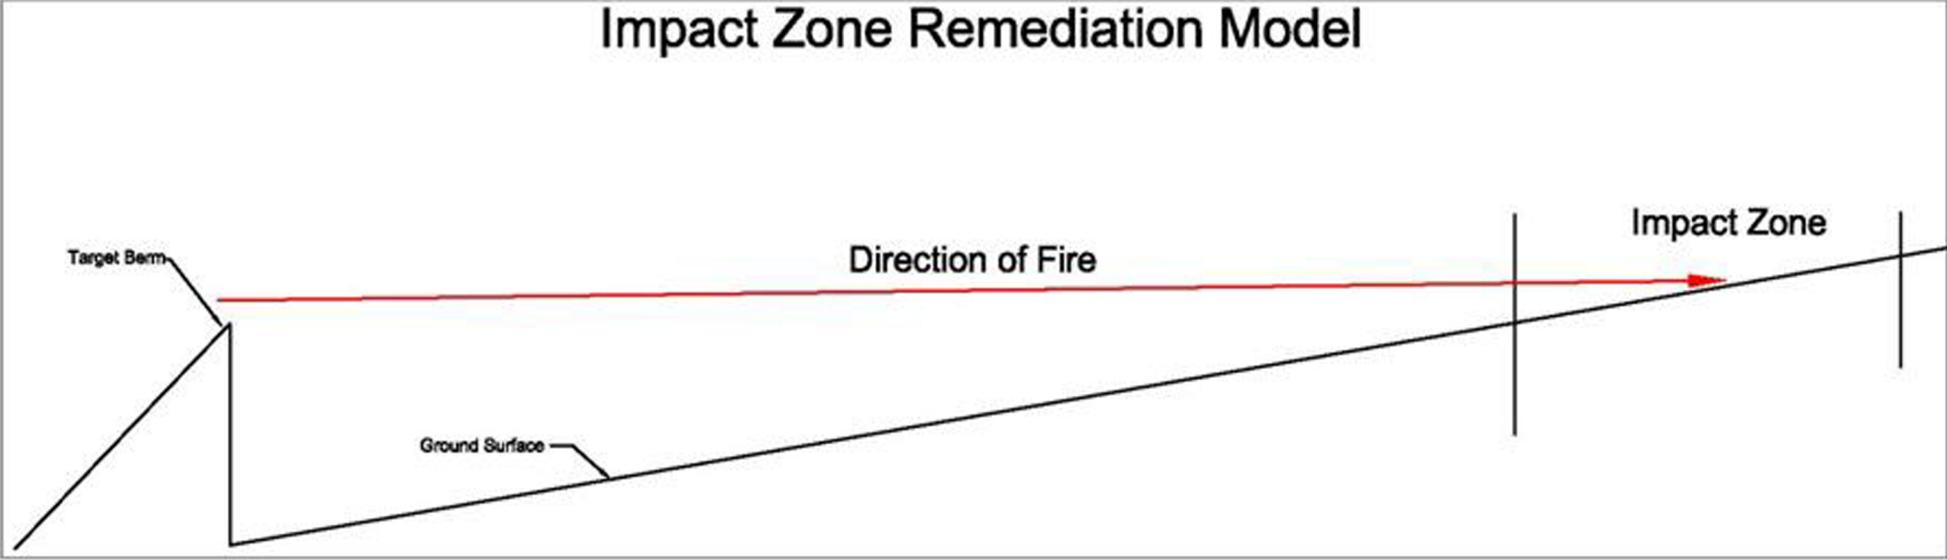 Impact Zone Remediation Model
Impact Zone
Target Berm
Direction of Fire
Ground Surface